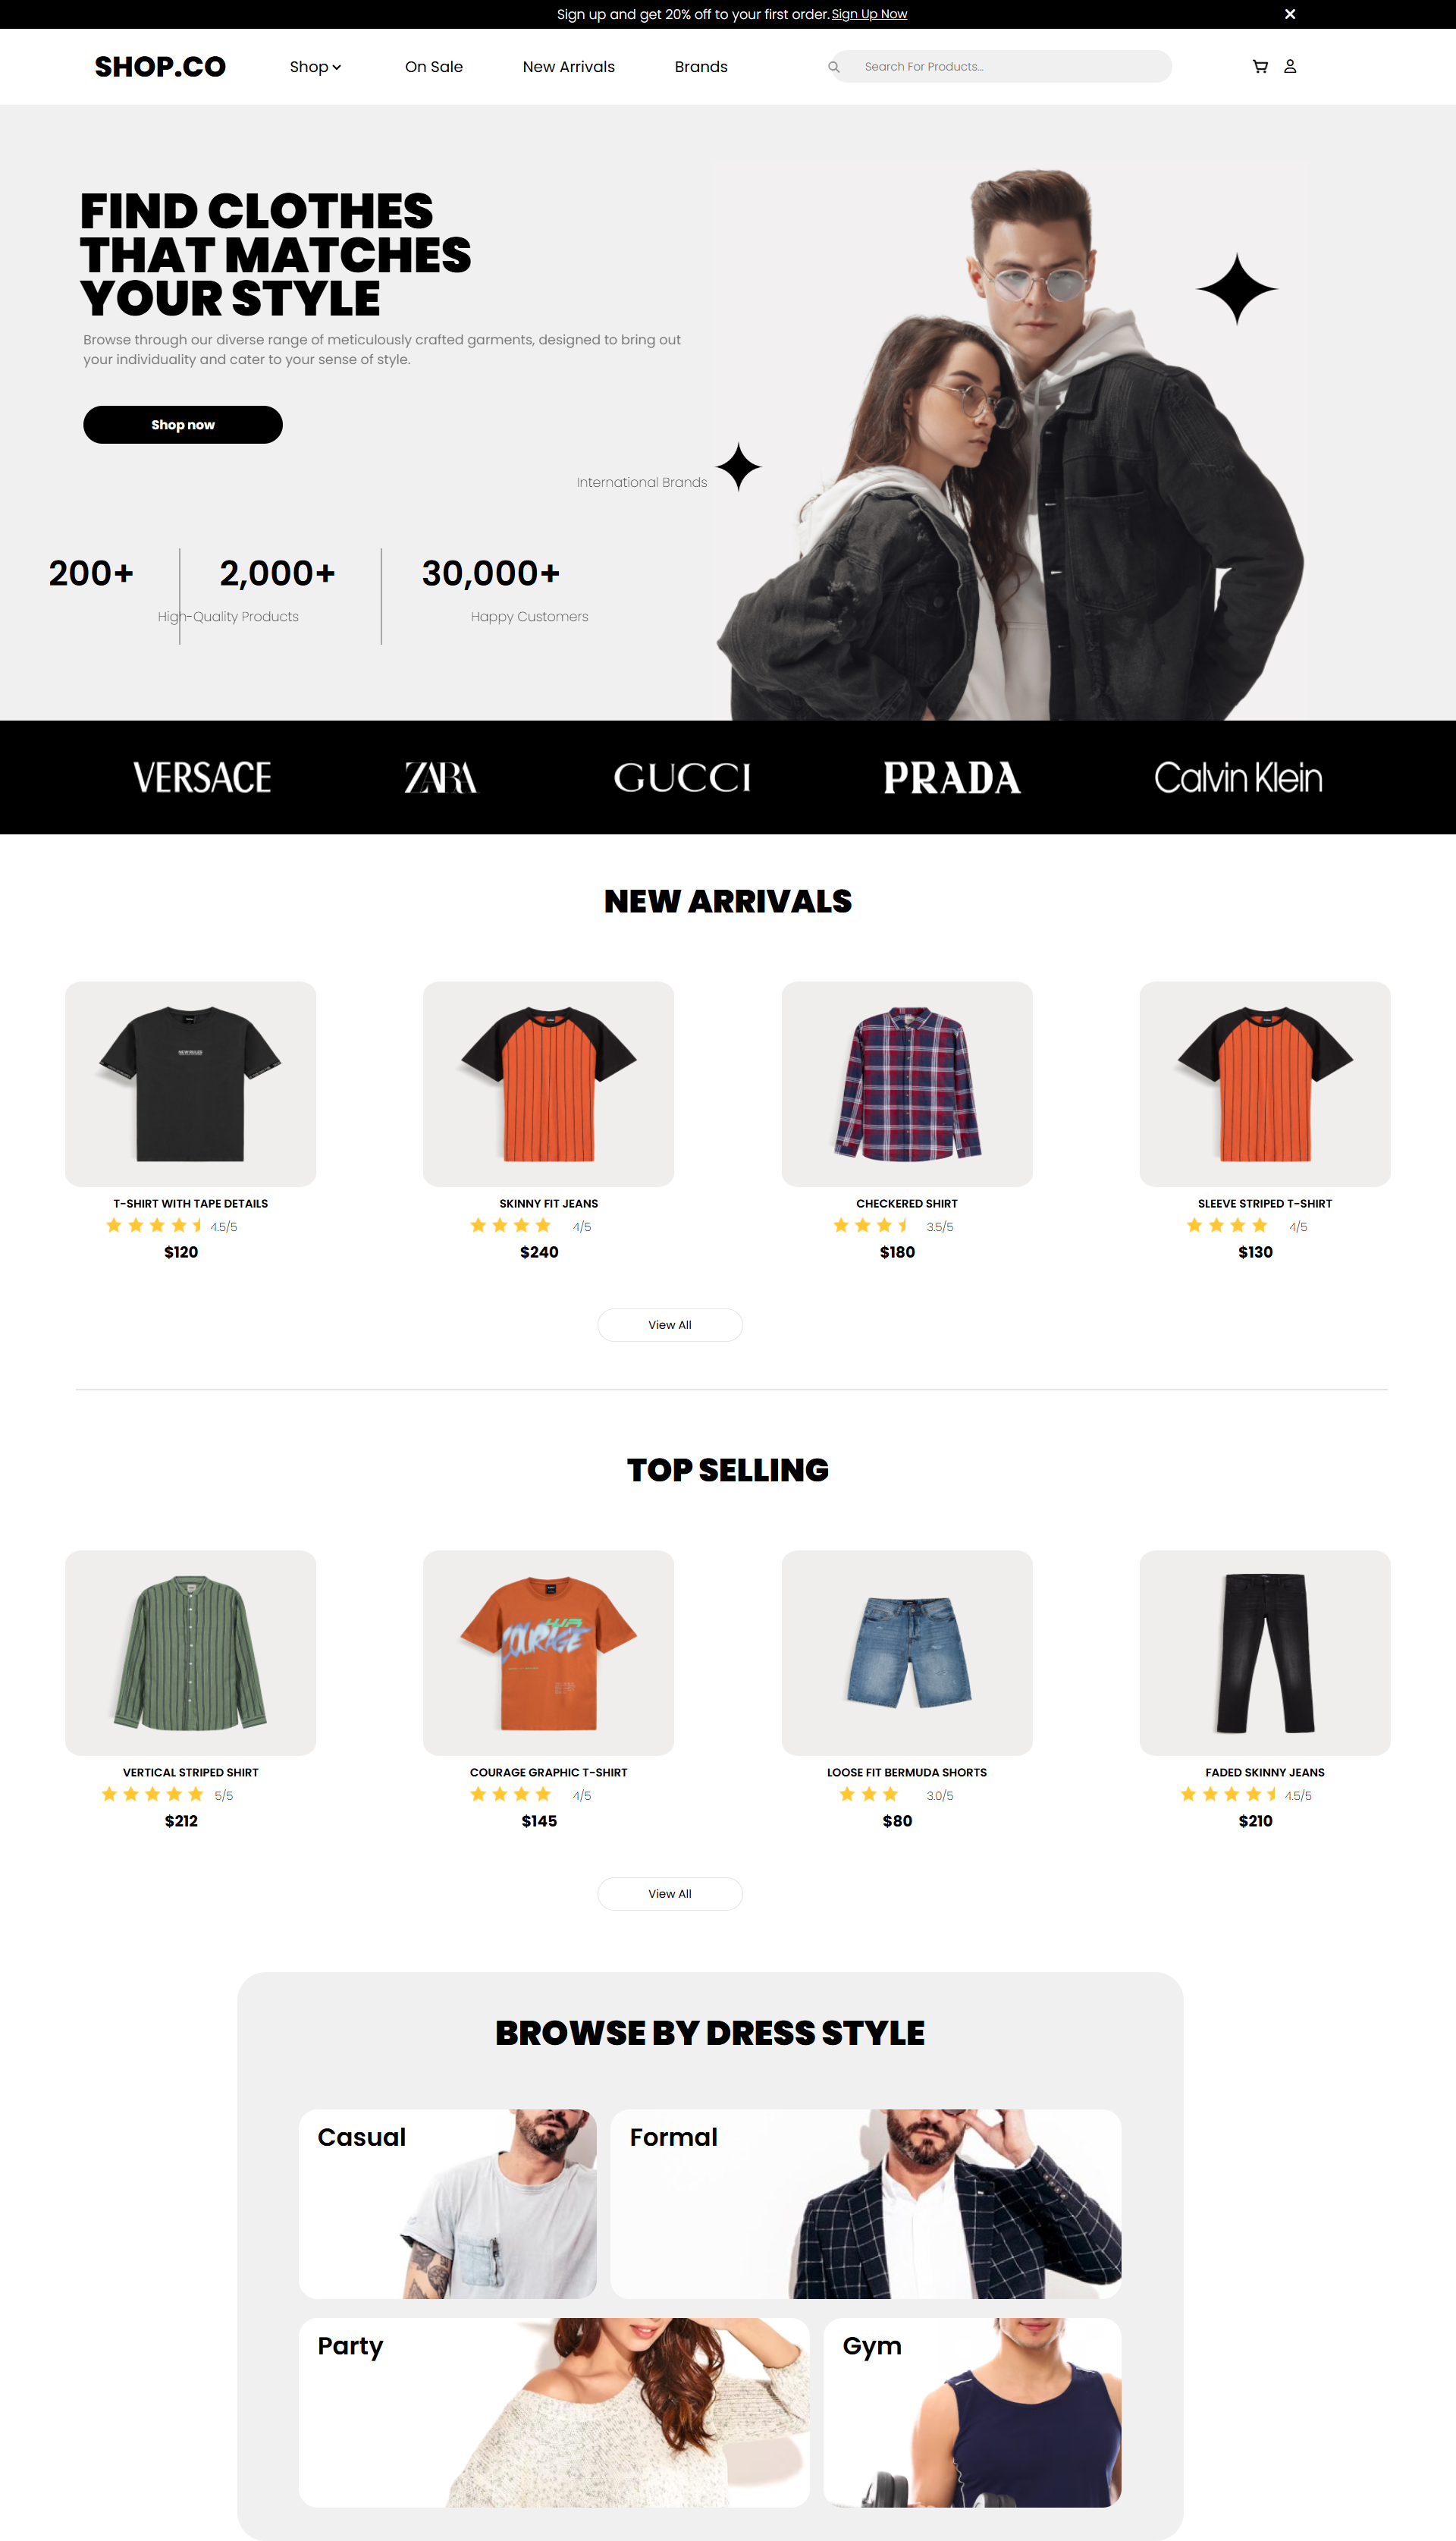 Sign up and get 20% off to your first order. Sign Up Now
SHOP.CO
Shop
On Sale
New Arrivals
Brands
Search For Products...
FIND CLOTHES
THAT MATCHES
YOUR STYLE
Browse through our diverse range of meticulously crafted garments, designed to bring out
your individuality and cater to your sense of style.
Shop now
International Brands
200+
2,000+
30,000+
High-Quality Products
Happy Customers
VERSACE
ZARA
GUCCI
PRADA
Calvin Klein
NEW ARRIVALS
T-SHIRT WITH TAPE DETAILS
4.5/5
$120
SKINNY FIT JEANS
4/5
$240
CHECKERED SHIRT
3.5/5
$180
SLEEVE STRIPED T-SHIRT
4/5
$130
View All
TOP SELLING
COURAGE
VERTICAL STRIPED SHIRT
5/5
$212
COURAGE GRAPHIC T-SHIRT
4/5
$145
LOOSE FIT BERMUDA SHORTS
3.0/5
$80
FADED SKINNY JEANS
4.5/5
$210
View All
BROWSE BY DRESS STYLE
Casual
Formal
Party
Gym